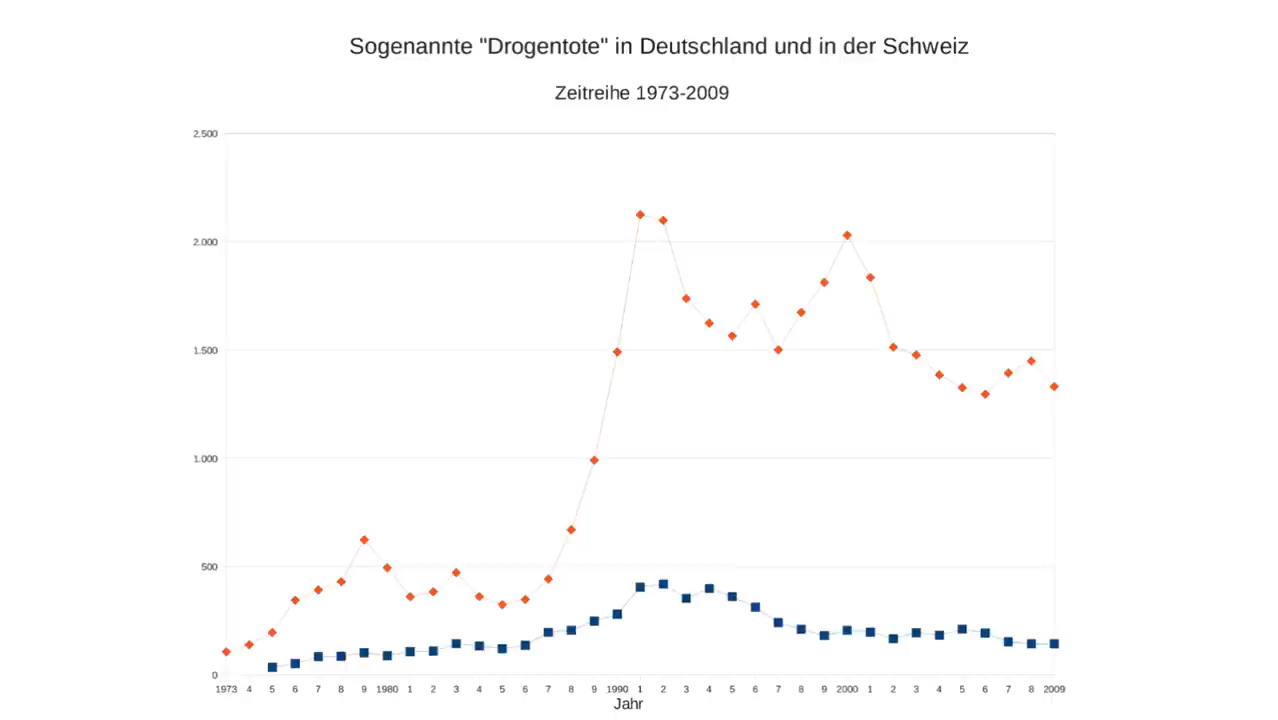 Sogenannte "Drogentote" in Deutschland und in der Schweiz
Zeitreihe 1973-2009
2.500
2.000
1.500
1.000
500
0
1973 4 5 6 7 8 9 1980 1 2 3 4 5 6 7 8 9 1990 1 2 3 4 5 6 7 8 9 2000 1 2 3 4 5 6 7 8 2009
Jahr